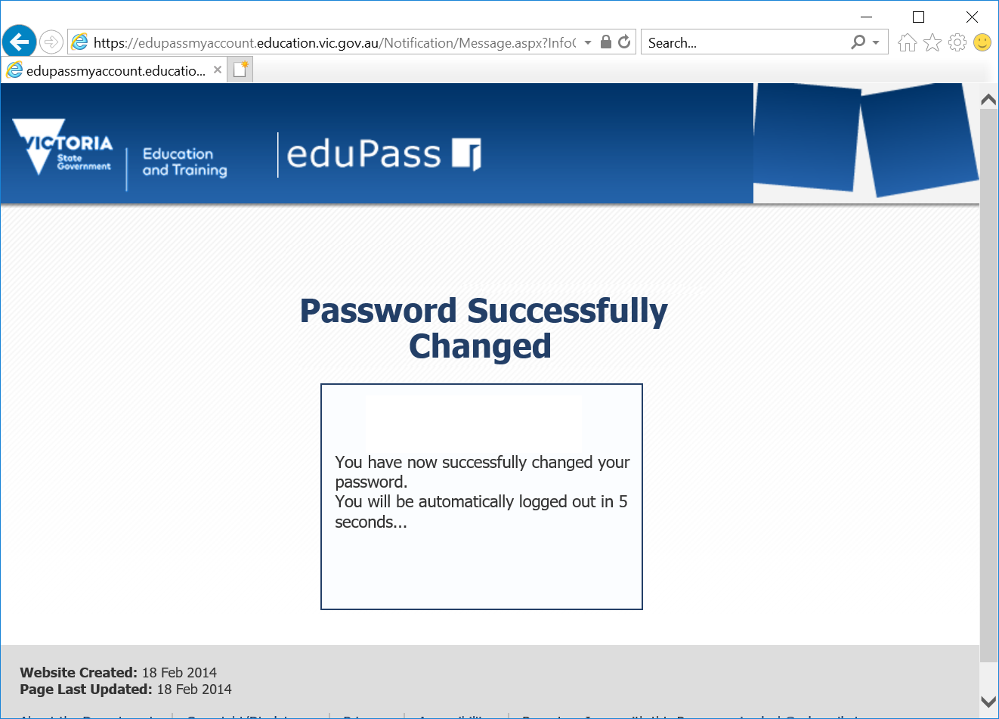 https://edupassmyaccount.education.vic.gov.au/Notification/Message.aspx?Info
Search...
edupassmyaccount.educatio...
VICTORIA
State
Government
Education
and Training
eduPass
Password Successfully
Changed
You have now successfully changed your
password.
You will be automatically logged out in 5
seconds...
Website Created: 18 Feb 2014
Page Last Updated: 18 Feb 2014